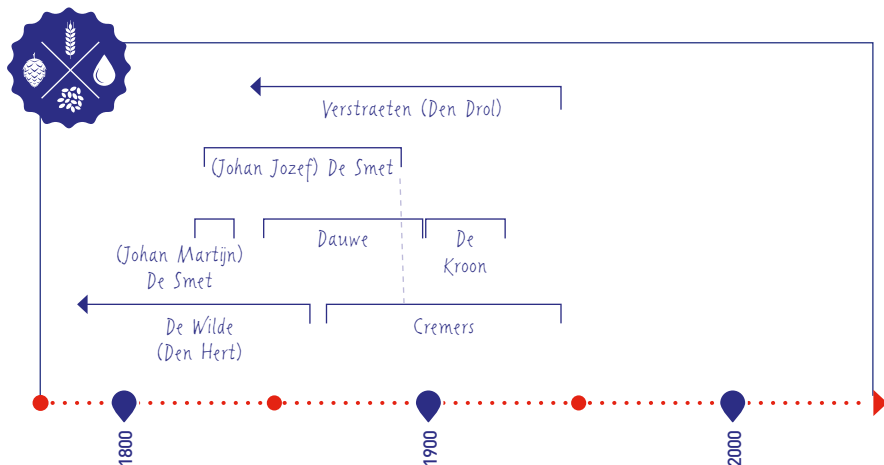 Verstraeten (Den Drol)
(Johan Jozef) De Smet
(Johan Martijn)
De Smet
Dauwe
De
Kroon
De Wilde
(Den Hert)
Cremers
1800
1900
2000